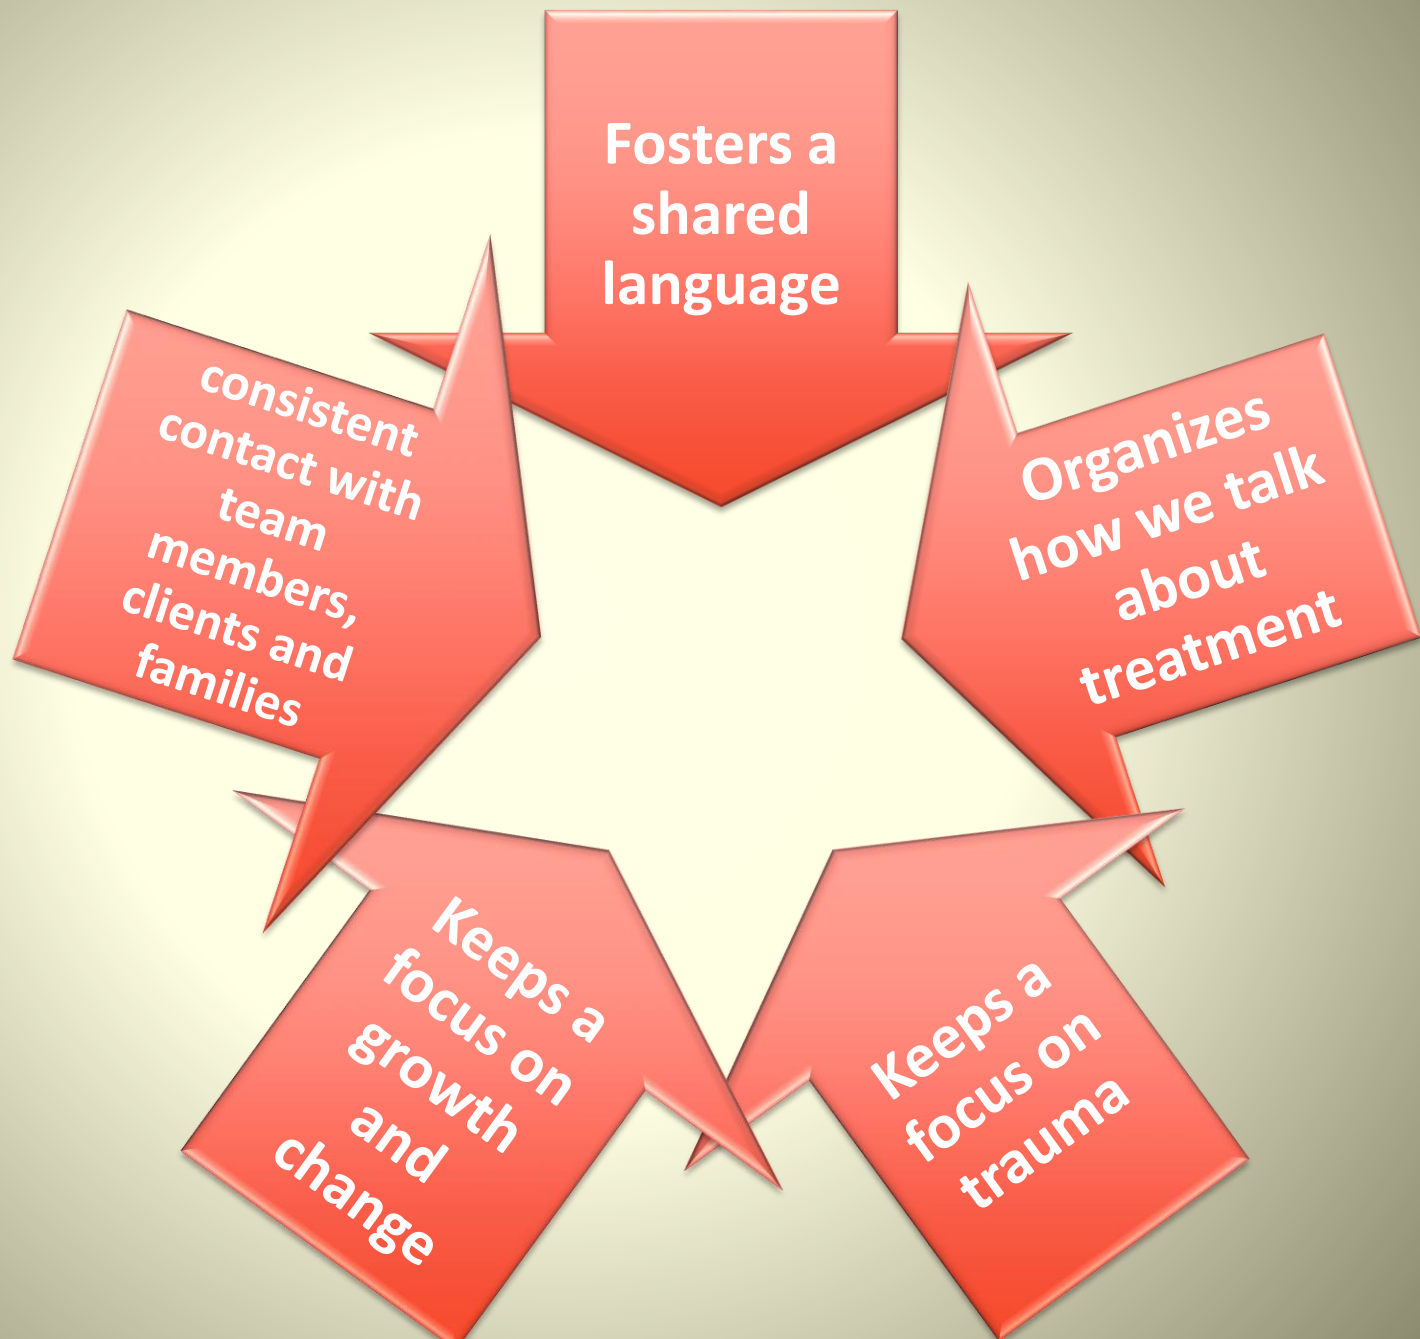 Fosters a
shared
language
Organizes
how we talk
about
treatment
Keeps a
focus on
trauma
Keeps a
focus on
growth
and
change
consistent
contact with
team
members,
clients and
families